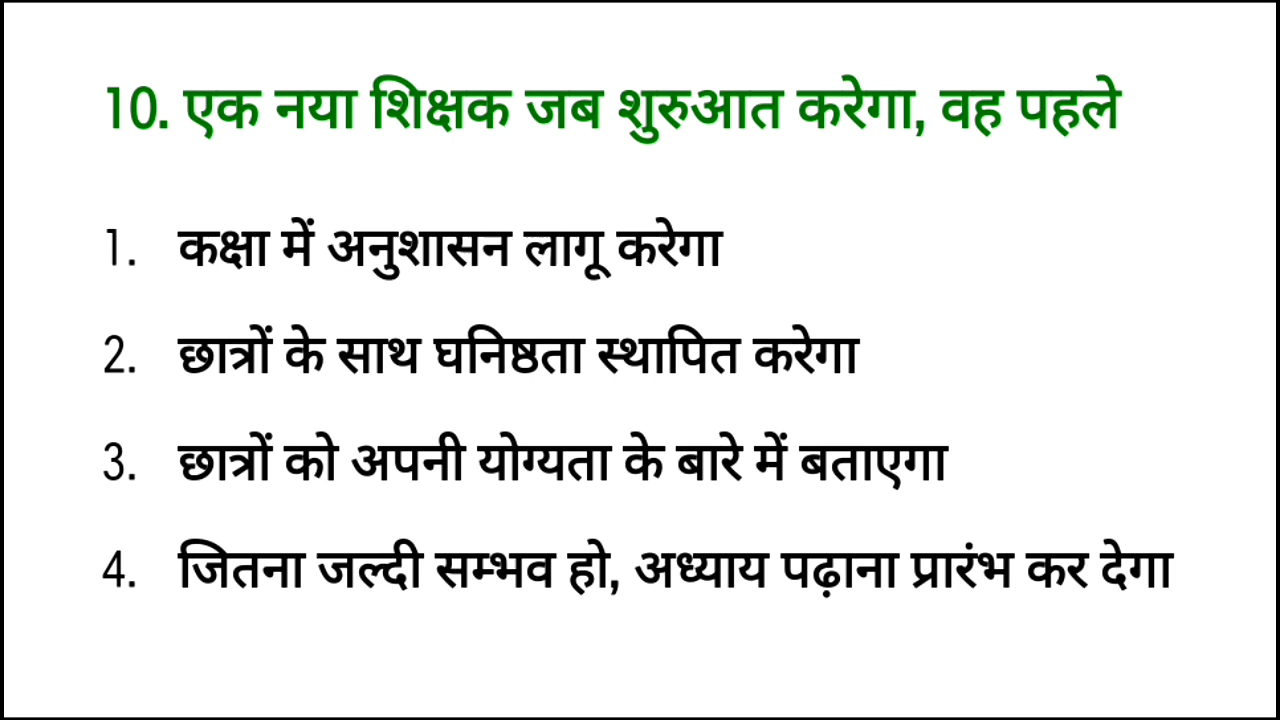 10. एक नया शिक्षक जब शुरुआत करेगा, वह पहले
1. कक्षा में अनुशासन लागू करेगा
2. छात्रों के साथ घनिष्ठता स्थापित करेगा
3. छात्रों को अपनी योग्यता के बारे में बताएगा
4. जितना जल्दी सम्भव हो, अध्याय पढ़ाना प्रारंभ कर देगा